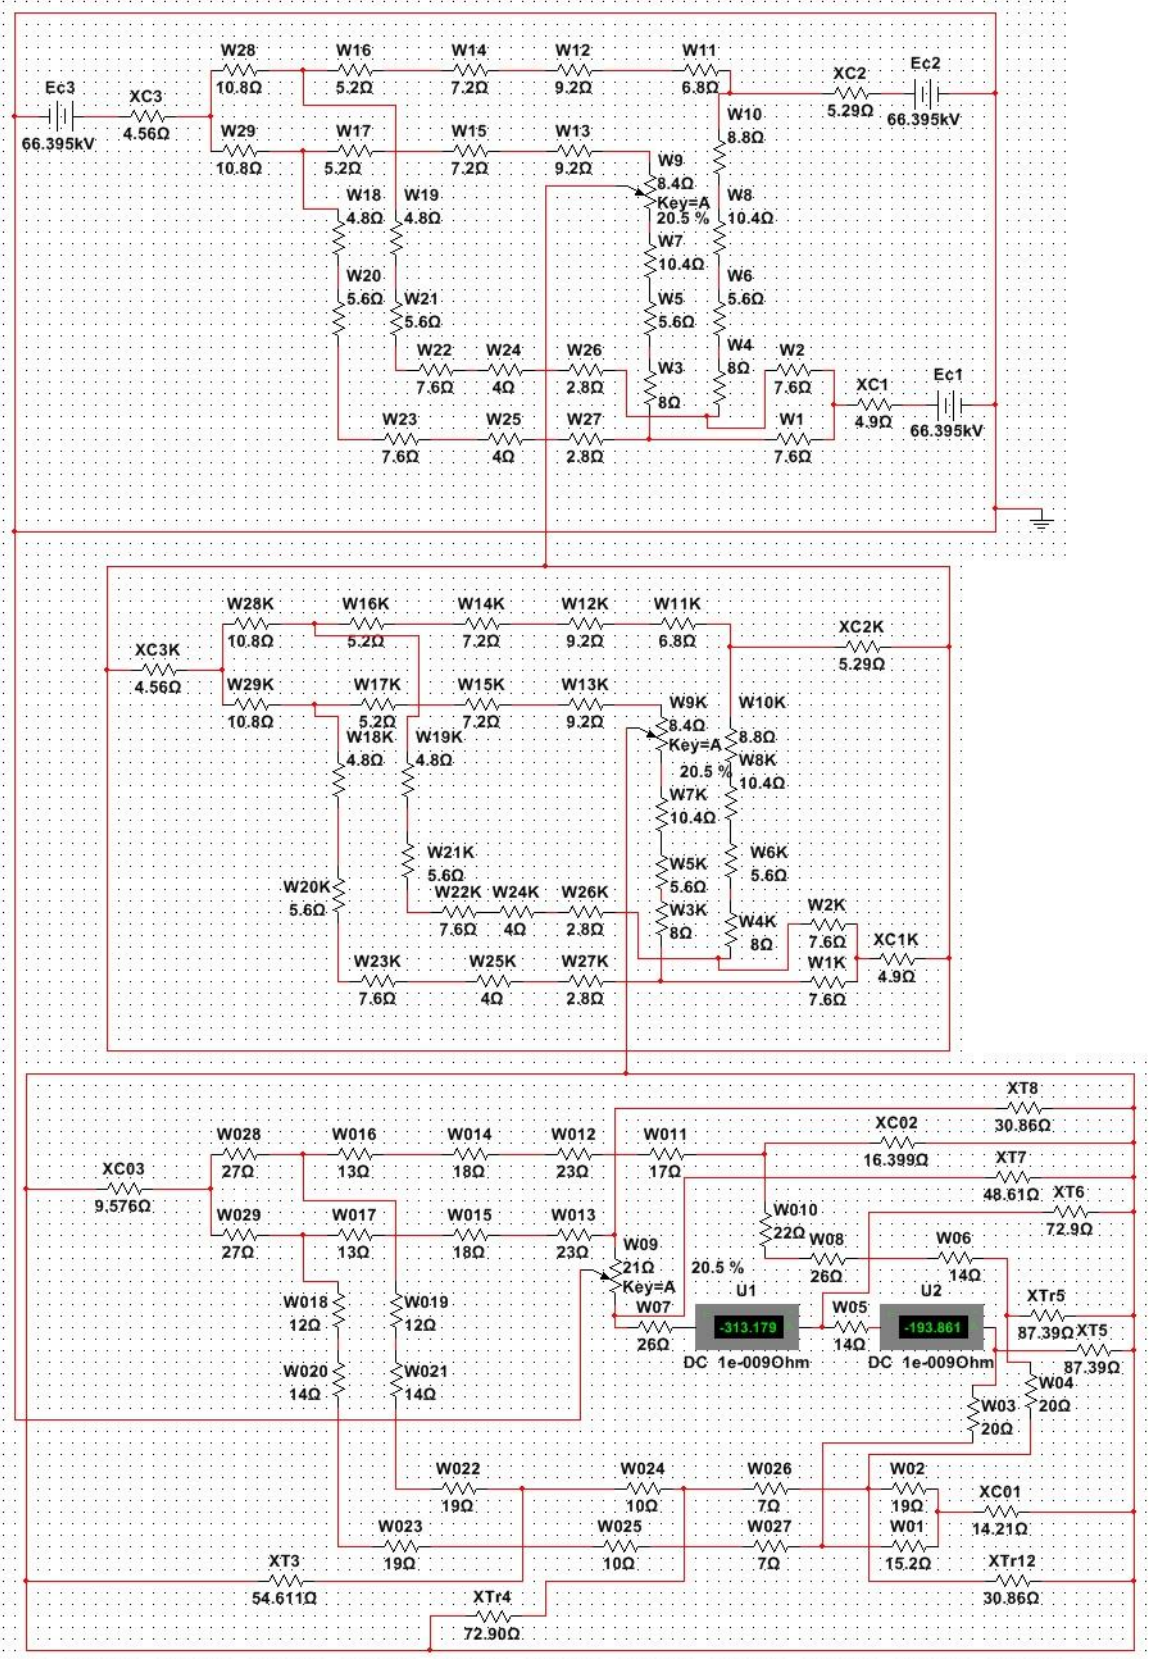 W28 W16 W14 W12 W11
Ec3 XC3 XC2 Ec2
10.8Ω 5.2Ω 7.2Ω 9.2Ω 6.8Ω
66.395kV 4.56Ω 5.29Ω 66.395kV
W10
W29 W17 W15 W13 8.8Ω
10.8Ω 5.2Ω 7.2Ω 9.2Ω
W9
8.4Ω
W18 W19 Key=A W8
4.8Ω 4.8Ω 20.5 % 10.4Ω
W7
10.4Ω
W20 W6
5.6Ω W21 W5 5.6Ω
5.6Ω 5.6Ω
W22 W24 W26 W4 W2
W3 8Ω
7.6Ω 4Ω 2.8Ω 7.6Ω XC1 Ec1
8Ω
W23 W25 W27 W1 4.9Ω 66.395kV
7.6Ω 4Ω 2.8Ω 7.6Ω
W28K W16K W14K W12K W11K
XC2K
10.8Ω 5.2Ω 7.2Ω 9.2Ω 6.8Ω
XC3K 5.29Ω
4.56Ω W29K W17K W15K W13K
W9K W10K
10.8Ω 5.2Ω 7.2Ω 9.2Ω 8.4Ω
W18K W19K Key=A 8.8Ω
4.8Ω 4.8Ω W8K
20.5 % 10.4Ω
W7K
10.4Ω
W21K W6K
W5K
5.6Ω 5.6Ω 5.6Ω
W20K W22K W24K W26K
5.6Ω W3K W2K
7.6Ω 4Ω 2.8Ω 8Ω W4K
8Ω 7.6Ω XC1K
W23K W25K W27K W1K
4.9Ω
7.6Ω 4Ω 2.8Ω 7.6Ω
XT8
30.86Ω
XC02
W028 W016 W014 W012 W011
16.399Ω XT7
XC03
27Ω 13Ω 18Ω 23Ω 17Ω
48.61Ω XT6
9.576Ω
W029 W017 W015 W013 W010 72.9Ω
22Ω
27Ω 13Ω 18Ω 23Ω W09 W08 W06
21Ω 20.5 % 26Ω 14Ω
Key=A U1 U2
W018 W019 W07 W05 XTr5
12Ω 12Ω -313.179 -193.861
26Ω 14Ω 87.39Ω XT5
DC 1e-009Ohm DC 1e-009Ohm 87.39Ω
W020 W021 W04
14Ω 14Ω W03 20Ω
20Ω
W022 W024 W026 W02
XC01
19Ω 10Ω 7Ω 19Ω
W023 W025 W027 W01 14.21Ω
19Ω 10Ω 7Ω 15.2Ω
XT3 XTr12
54.611Ω XTr4 30.86Ω
72.90Ω